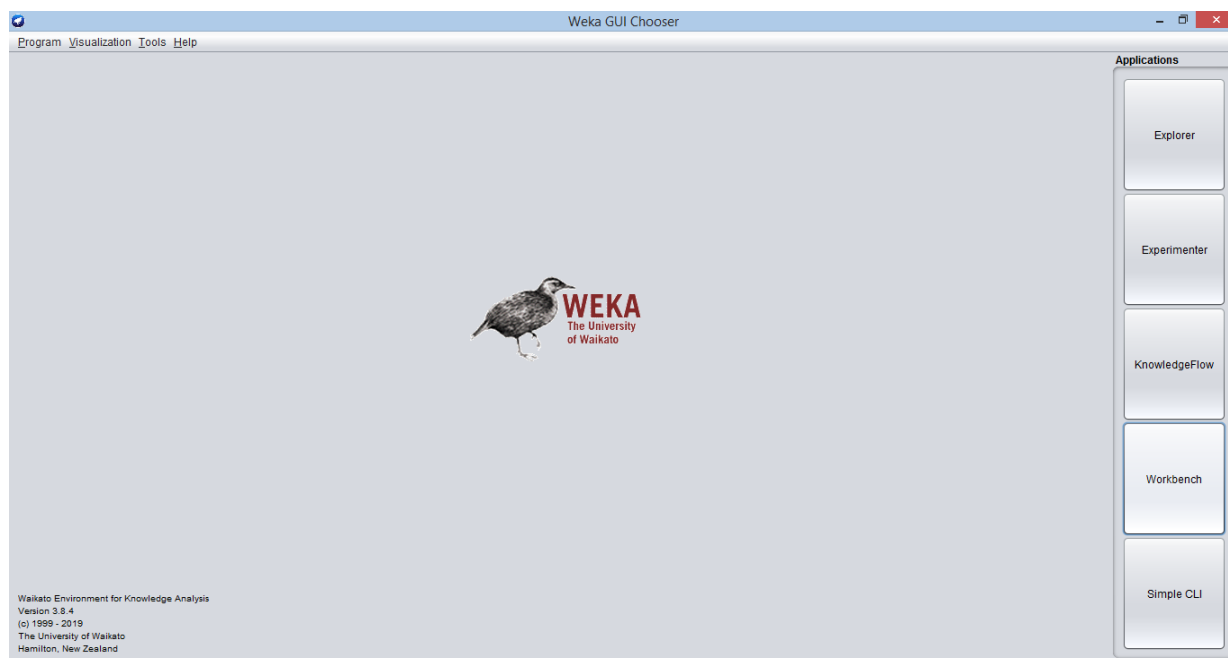 Weka GUI Chooser
Program Visualization Tools Help
Applications
Explorer
Experimenter
KnowledgeFlow
Workbench
Simple CLI
WEKA
The University
of Waikato
Waikato Environment for Knowledge Analysis
Version 3.8.4
(c) 1999 - 2019
The University of Waikato
Hamilton, New Zealand